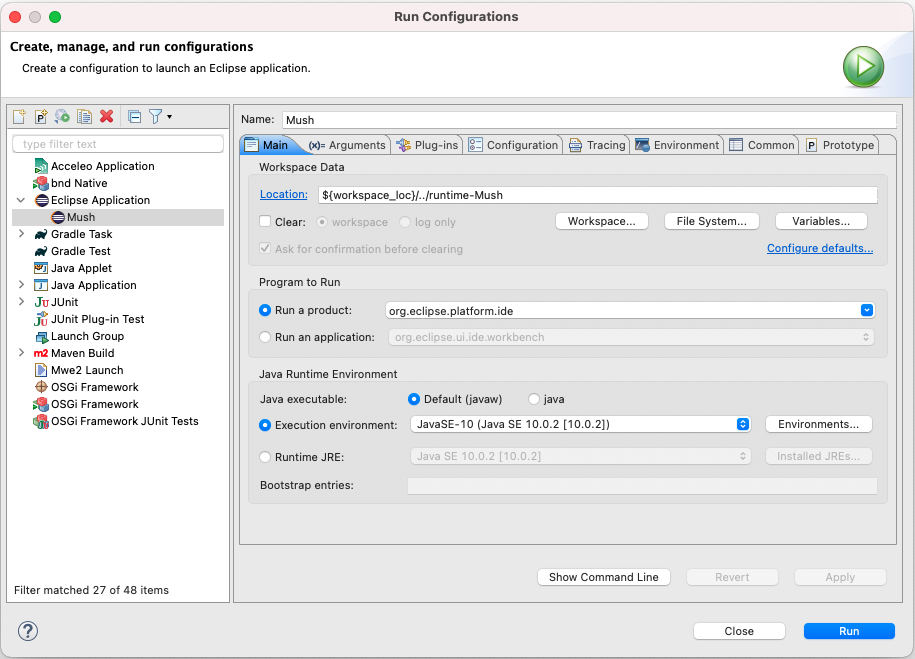 Run Configurations
Create, manage, and run configurations
Create a configuration to launch an Eclipse application.
type filter text
Acceleo Application
bnd Native
Eclipse Application
Mush
Gradle Task
Gradle Test
Java Applet
Java Application
JUnit
JUnit Plug-in Test
Launch Group
m2 Maven Build
Mwe2 Launch
OSGi Framework
OSGi Framework
OSGi Framework JUnit Tests
Filter matched 27 of 48 items
Name: Mush
Main (x)= Arguments Plug-ins Configuration Tracing Environment Common P Prototype
Workspace Data
Location: ${workspace_loc}/../runtime-Mush
Clear: workspace log only Workspace... File System... Variables...
Ask for confirmation before clearing Configure defaults...
Program to Run
Run a product: org.eclipse.platform.ide
Run an application: org.eclipse.ui.ide.workbench
Java Runtime Environment
Java executable: Default (javaw) java
Execution environment: JavaSE-10 (Java SE 10.0.2 [10.0.2]) Environments...
Runtime JRE: Java SE 10.0.2 [10.0.2] Installed JREs...
Bootstrap entries:
Show Command Line Revert Apply
? Close Run